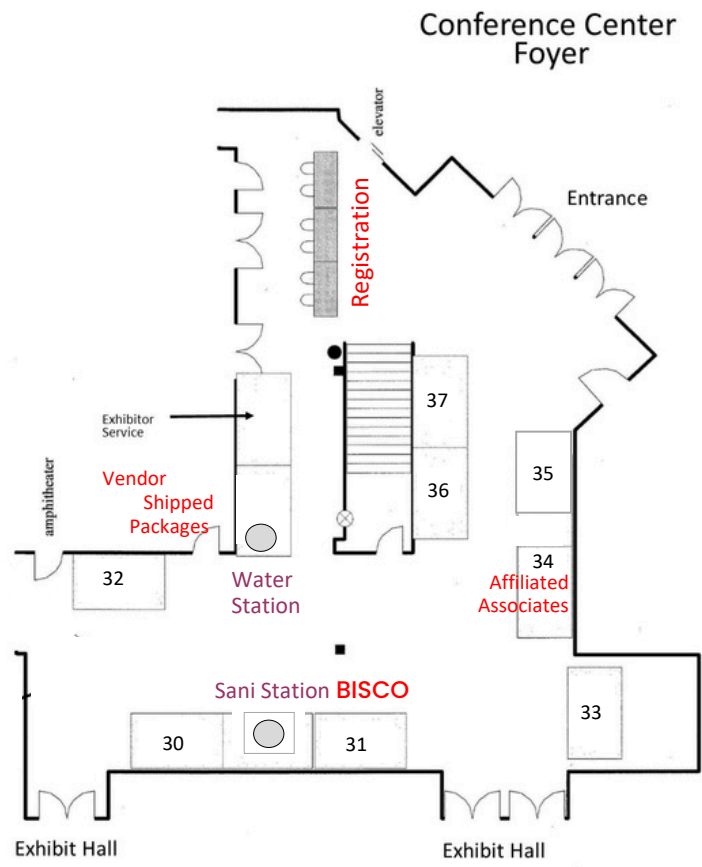 Conference Center
Foyer
elevator
Entrance
Registration
37
Exhibitor
Service
36
35
Vendor
Shipped
Packages
amphitheater
32
34
Water
Station
Affiliated
Associates
Sani Station BISCO
33
30
31
Exhibit Hall
Exhibit Hall